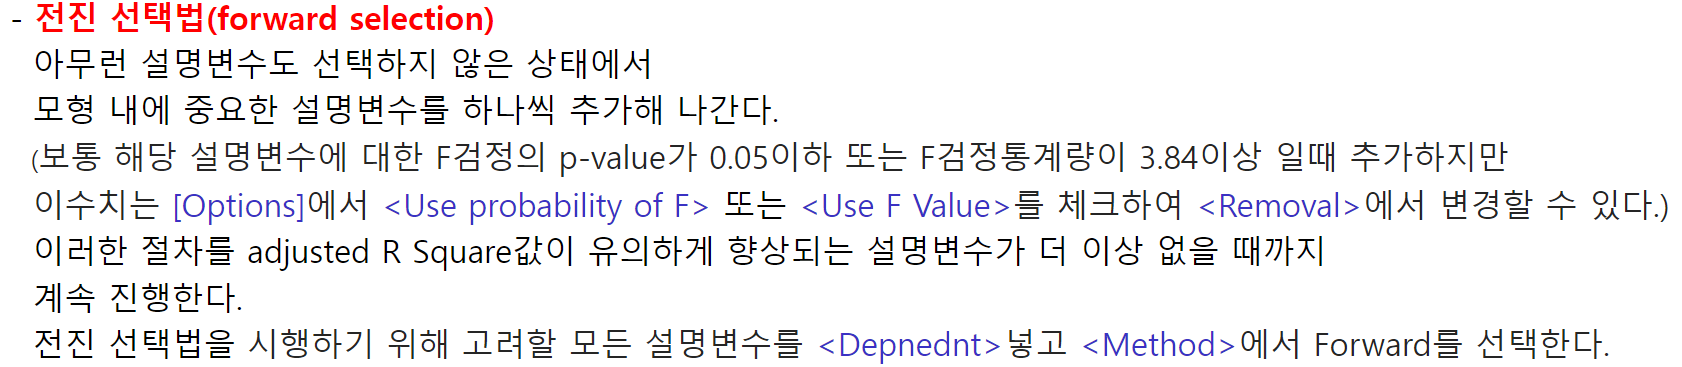 - 전진 선택법(forward selection)
아무런 설명변수도 선택하지 않은 상태에서
모형 내에 중요한 설명변수를 하나씩 추가해 나간다.
(보통 해당 설명변수에 대한 F검정의 p-value가 0.05이하 또는 F검정통계량이 3.84이상 일때 추가하지만
이수치는 [Options]에서 <Use probability of F> 또는 <Use F Value>를 체크하여 <Removal>에서 변경할 수 있다.)
이러한 절차를 adjusted R Square값이 유의하게 향상되는 설명변수가 더 이상 없을 때까지
계속 진행한다.
전진 선택법을 시행하기 위해 고려할 모든 설명변수를 <Depnednt>넣고 <Method>에서 Forward를 선택한다.